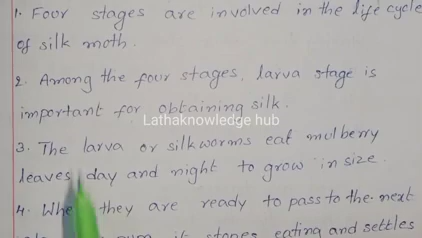 1. Four stages are involved in the life cycle
of silk moth.
2. Among the four stages, larva stage is
important for obtaining silk.
Lathaknowledge hub
3. The larva or silkworms eat mulberry
leaves day and night to grow in size.
4. Whe they are ready to pass to the next
it stops eating and settles